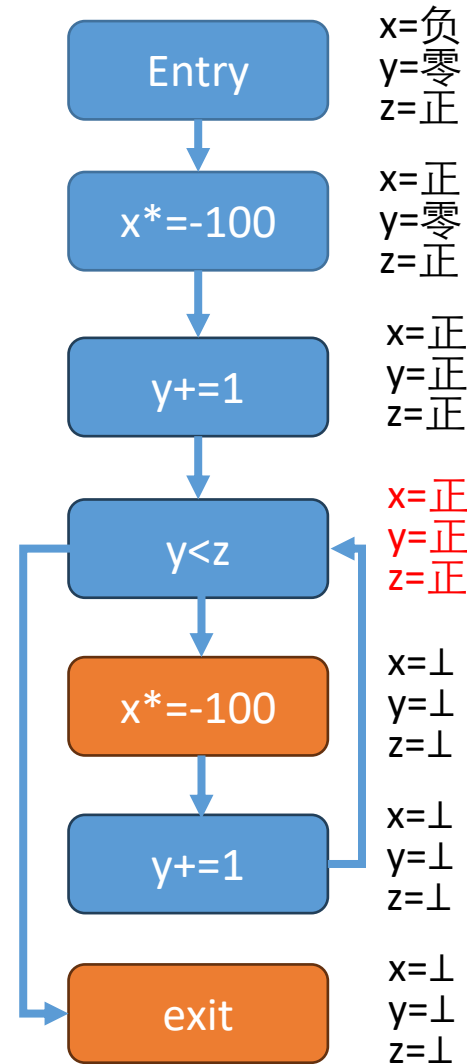 Entry
x=负
y=零
z=正
x*=-100
x=正
y=零
z=正
y+=1
x=正
y=正
z=正
y<z
x=正
y=正
z=正
x*=-100
x=⊥
y=⊥
z=⊥
y+=1
x=⊥
y=⊥
z=⊥
exit
x=⊥
y=⊥
z=⊥